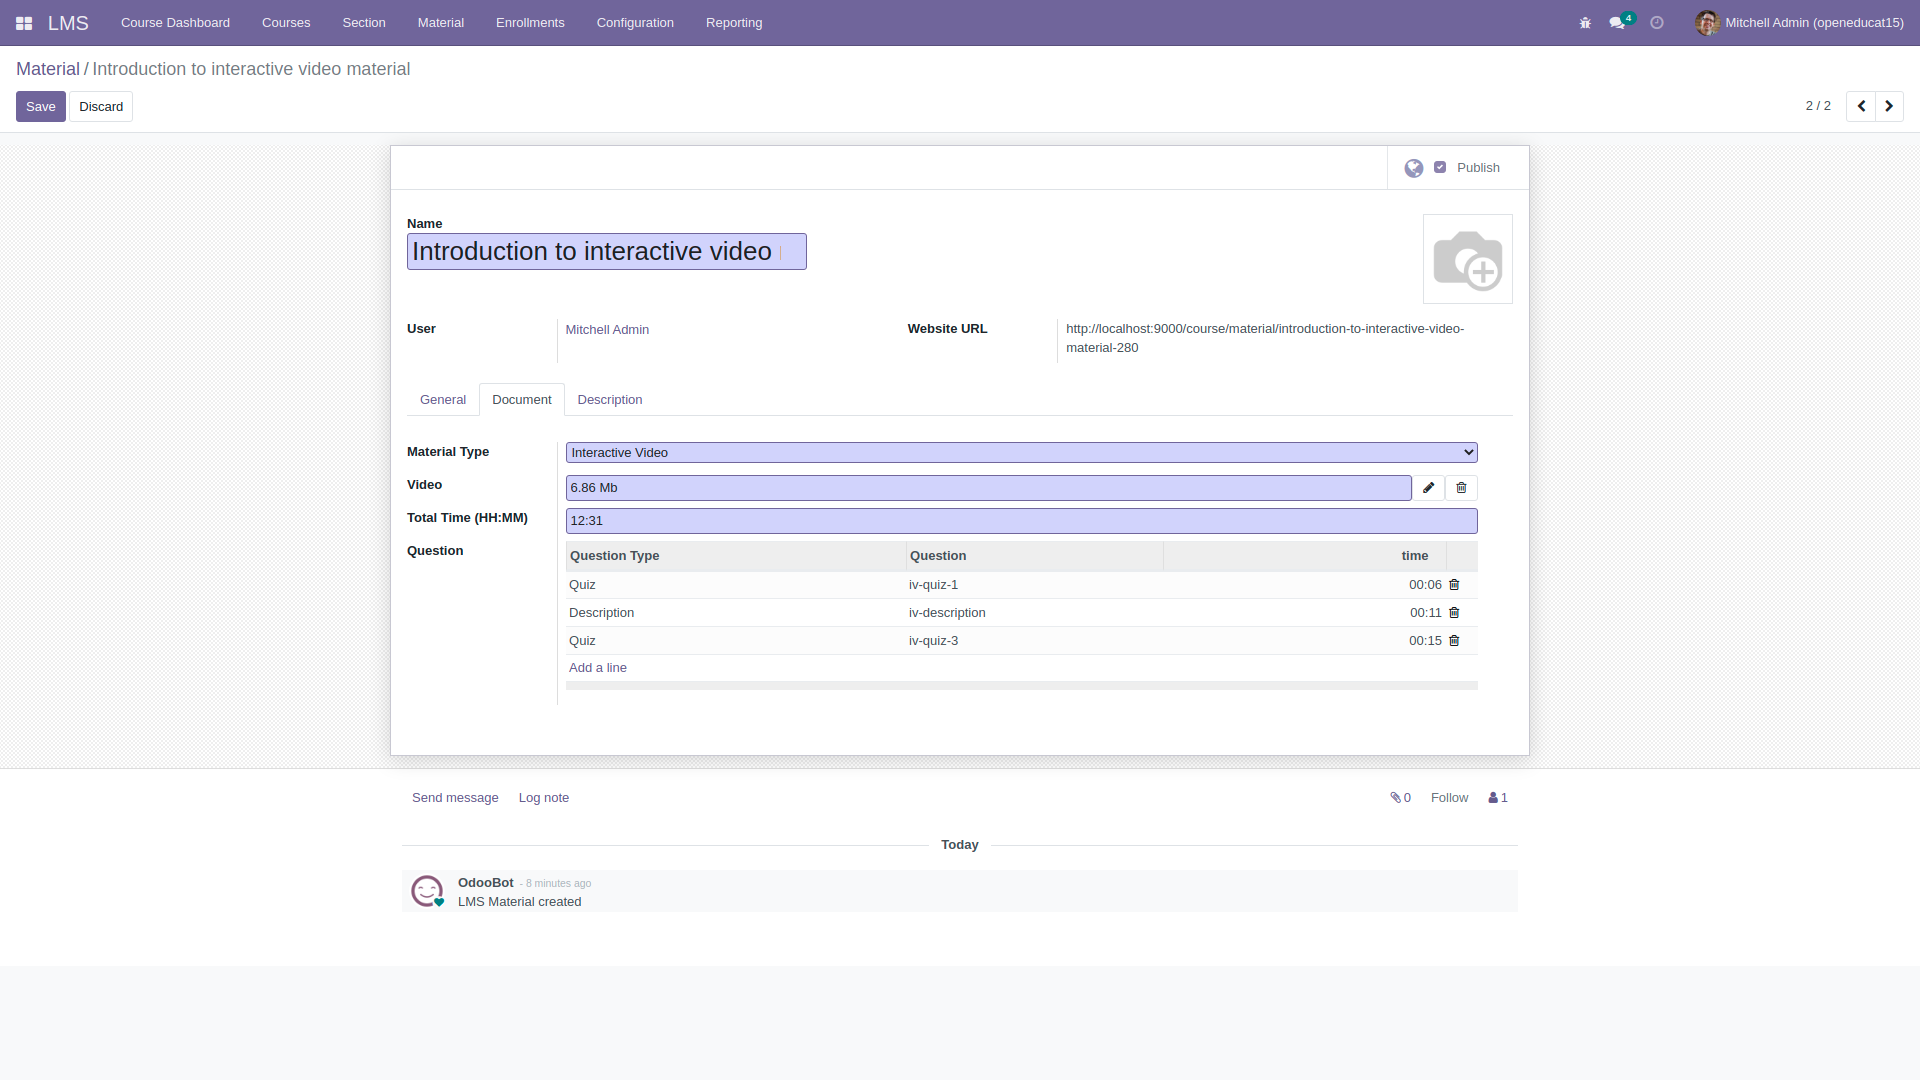 LMS Course Dashboard Courses Section Material Enrollments Configuration Reporting 4 Mitchell Admin (openeducat15)
Material / Introduction to interactive video material
Save Discard 2 / 2
Publish
Name
Introduction to interactive video
User Mitchell Admin Website URL http://localhost:9000/course/material/introduction-to-interactive-video-
material-280
General Document Description
Material Type Interactive Video
Video 6.86 Mb
Total Time (HH:MM) 12:31
Question Question Type Question time
Quiz iv-quiz-1 00:06
Description iv-description 00:11
Quiz iv-quiz-3 00:15
Add a line
Send message Log note 0 Follow 1
Today
OdooBot - 8 minutes ago
LMS Material created